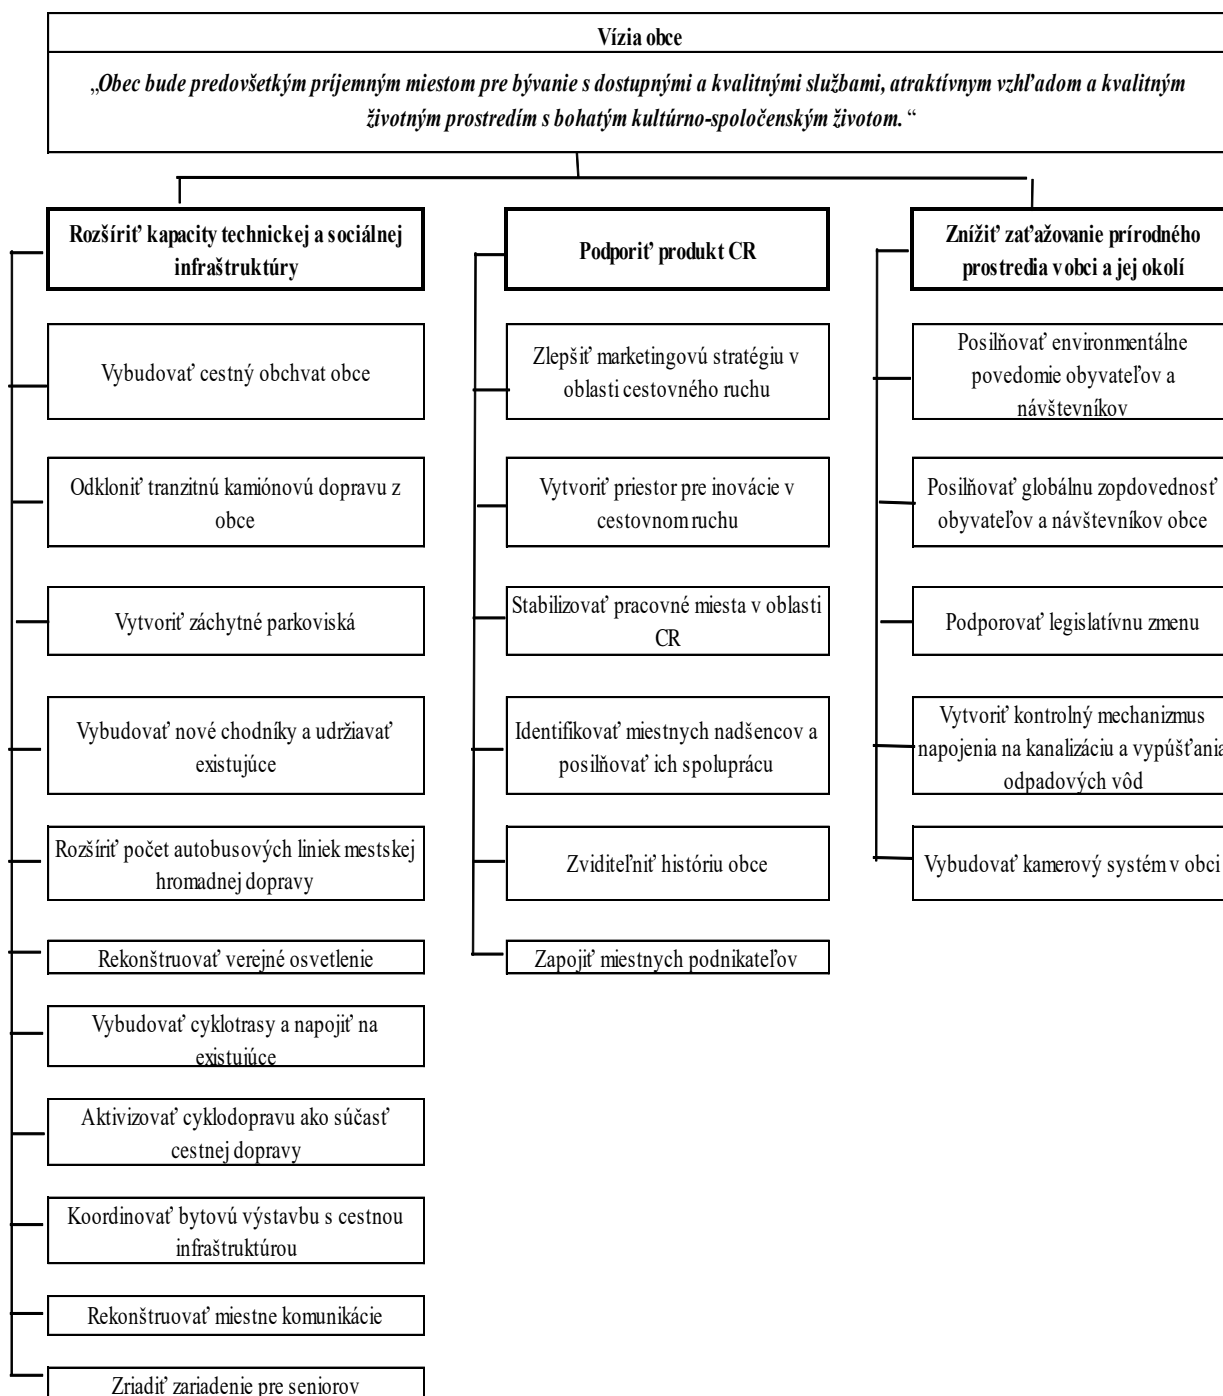 Vízia obce
„Obec bude predovšetkým príjemným miestom pre bývanie s dostupnými a kvalitnými službami, atraktívnym vzhľadom a kvalitným
životným prostredím s bohatým kultúrno-spoločenským životom. “
Rozšíriť kapacity technickej a sociálnej
infraštruktúry
Vybudovať cestný obchvat obce
Odkloniť tranzitnú kamiónovú dopravu z
obce
Vytvoriť záchytné parkoviská
Vybudovať nové chodníky a udržiavať
existujúce
Rozšíriť počet autobusových liniek mestskej
hromadnej dopravy
Rekonštruovať verejné osvetlenie
Vybudovať cyklotrasy a napojiť na
existujúce
Aktivizovať cyklodopravu ako súčasť
cestnej dopravy
Koordinovať bytovú výstavbu s cestnou
infraštruktúrou
Rekonštruovať miestne komunikácie
Zriadiť zariadenie pre seniorov
Podporiť produkt CR
Zlepšiť marketingovú stratégiu v
oblasti cestovného ruchu
Vytvoriť priestor pre inovácie v
cestovnom ruchu
Stabilizovať pracovné miesta v oblasti
CR
Identifikovať miestnych nadšencov a
posilňovať ich spoluprácu
Zviditeľniť históriu obce
Zapojiť miestnych podnikateľov
Znížiť zaťažovanie prírodného
prostredia v obci a jej okolí
Posilňovať environmentálne
povedomie obyvateľov a
návštevníkov
Posilňovať globálnu zopdovednosť
obyvateľov a návštevníkov obce
Podporovať legislatívnu zmenu
Vytvoriť kontrolný mechanizmus
napojenia na kanalizáciu a vypúšťania
odpadových vôd
Vybudovať kamerový systém v obci